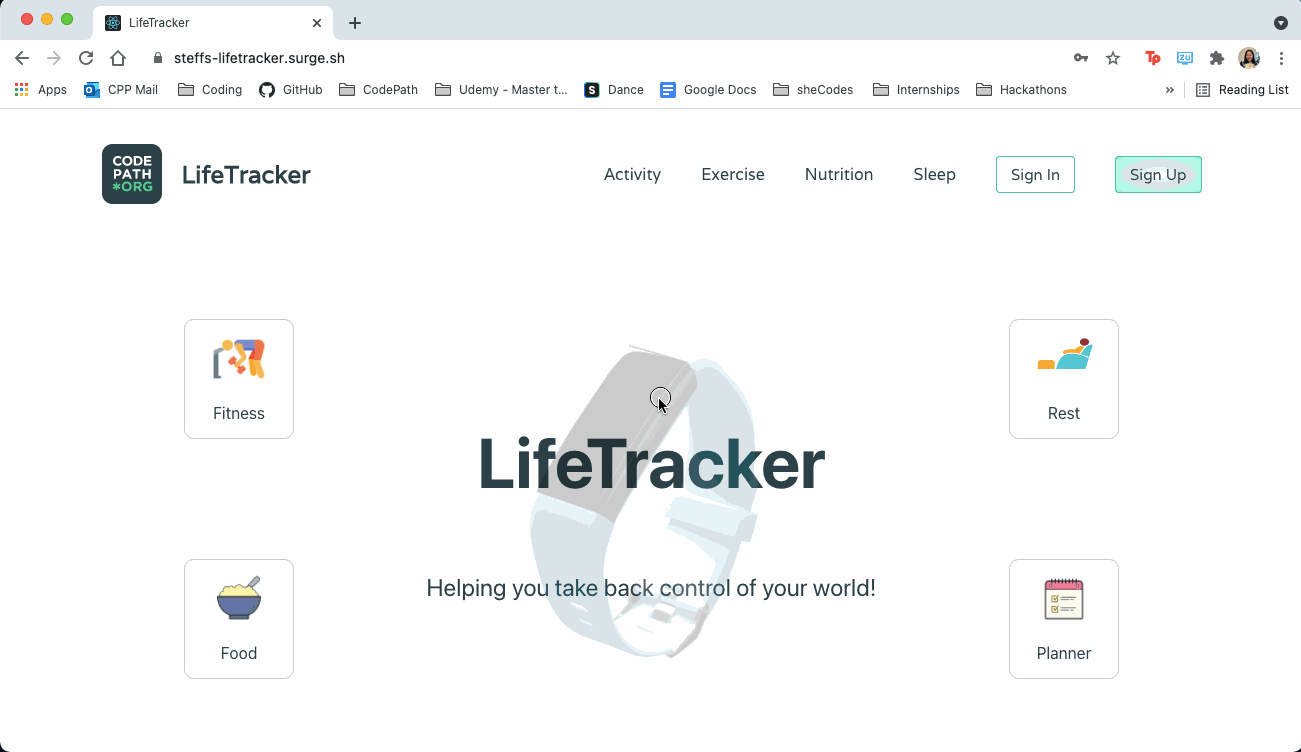 LifeTracker
steffs-lifetracker.surge.sh
Tp
ZU
Apps
CPP Mail
Coding
GitHub
CodePath
Udemy - Master t...
S
Dance
Google Docs
sheCodes
Internships
Hackathons
»
Reading List
CODE
PATH
*ORG
LifeTracker
Activity
Exercise
Nutrition
Sleep
Sign In
Sign Up
Fitness
Rest
LifeTracker
Helping you take back control of your world!
Food
Planner